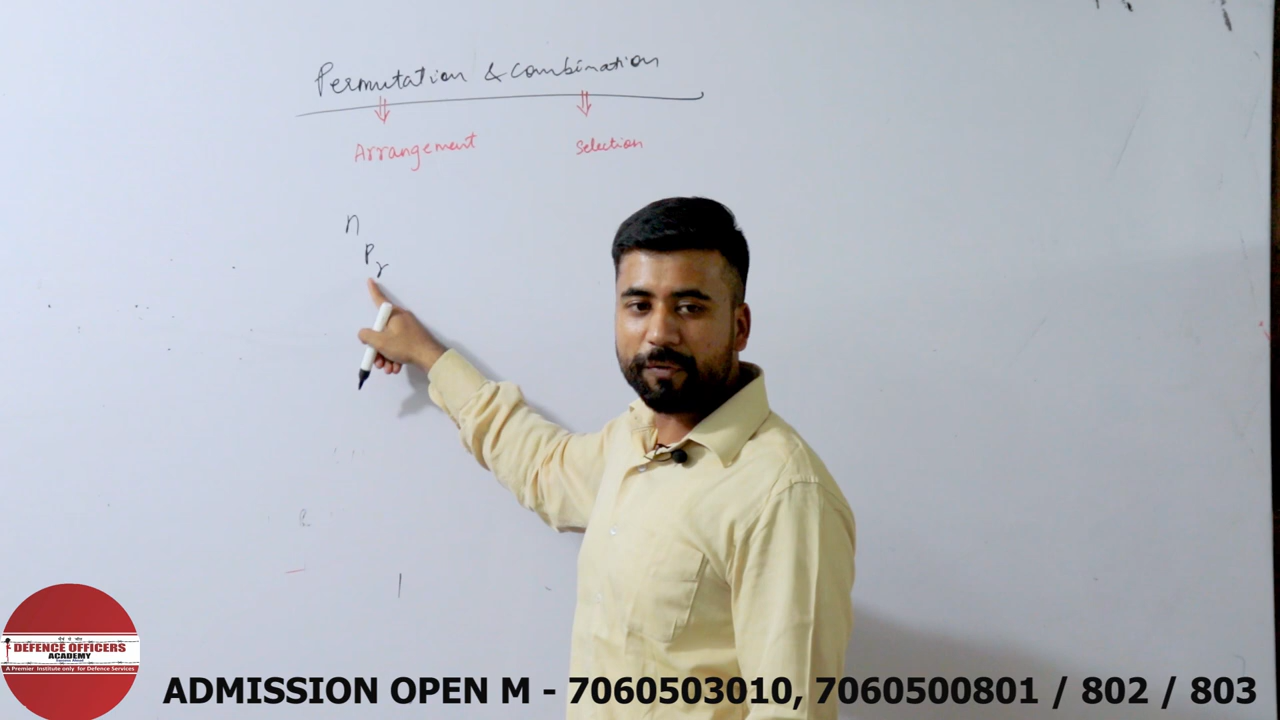 Permutation & Combination
Arrangement Selection
n
Pr
DEFENCE OFFICERS
ACADEMY
A Premier Institute only for Defence Services
ADMISSION OPEN M - 7060503010, 7060500801 / 802 / 803